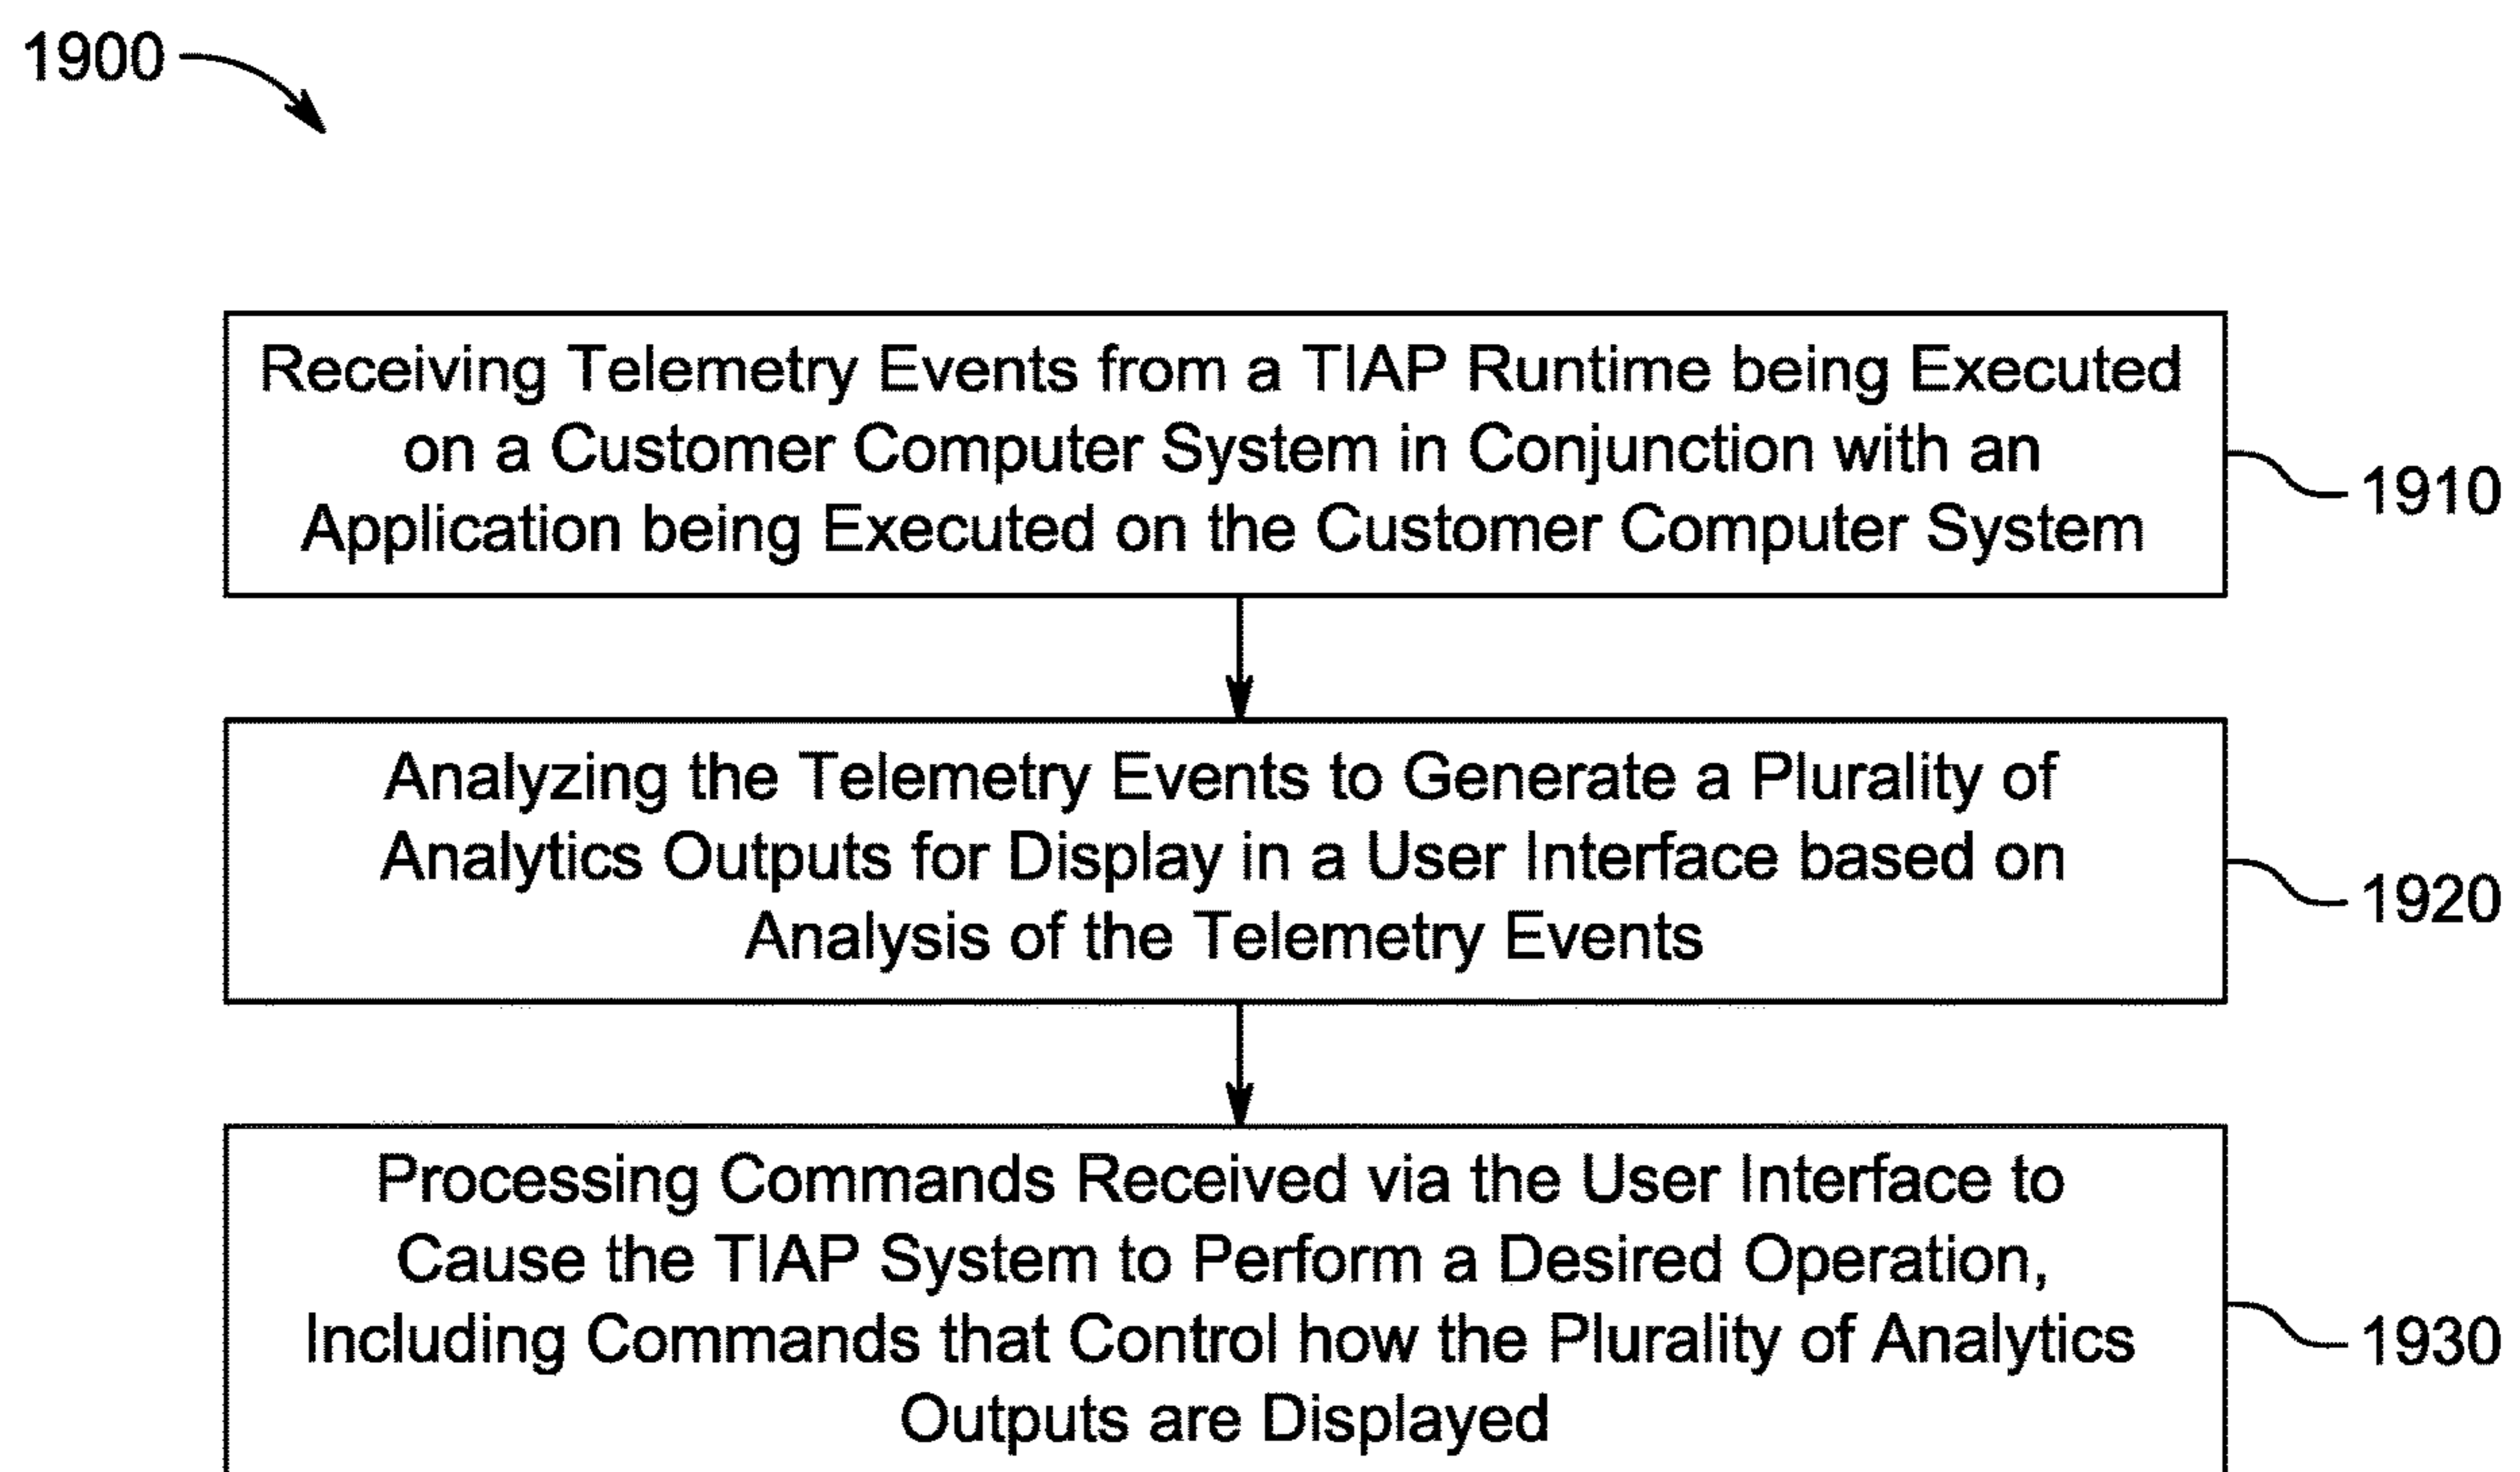 1900
Receiving Telemetry Events from a TIAP Runtime being Executed
on a Customer Computer System in Conjunction with an
Application being Executed on the Customer Computer System
1910
Analyzing the Telemetry Events to Generate a Plurality of
Analytics Outputs for Display in a User Interface based on
Analysis of the Telemetry Events
1920
Processing Commands Received via the User Interface to
Cause the TIAP System to Perform a Desired Operation,
Including Commands that Control how the Plurality of Analytics
Outputs are Displayed
1930